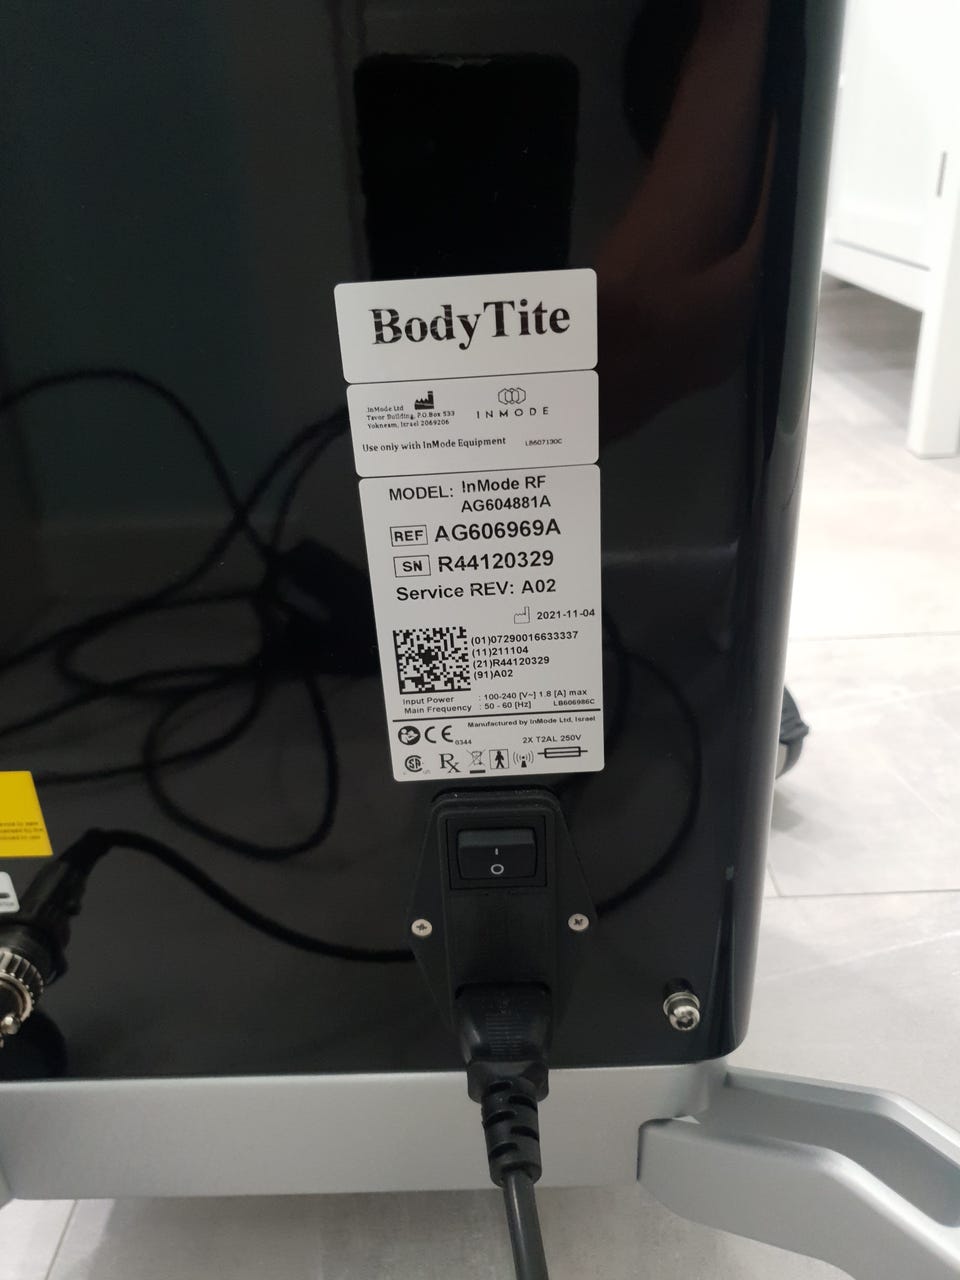 BodyTite
InMode Ltd
Tavor Building, P.O.Box 533
Yokneam, Israel 2069206
INMODE
Use only with InMode Equipment
LB607130C
MODEL: InMode RF
AG604881A
REF AG606969A
SN R44120329
Service REV: A02
2021-11-04
(01)07290016633337
(11)211104
(21)R44120329
(91)A02
Input Power : 100-240 [V~] 1.8 [A] max
Main Frequency : 50 - 60 [Hz]
LB606986C
Manufactured by InMode Ltd, Israel
CE 0344
2X T2AL 250V
Rx
I
O